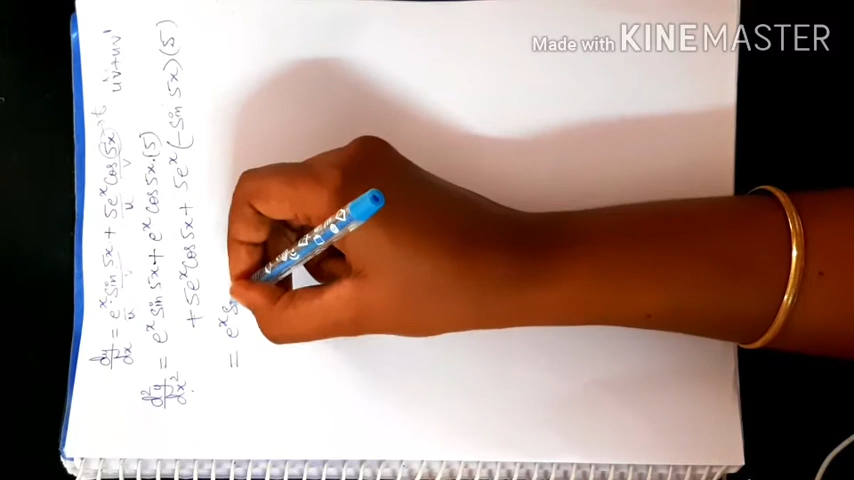 Made with KINEMASTER
dy/dx = e^x sin 5x + 5e^x cos 5x
u v u v
uv'+uv'
d²y/dx² = e^x sin 5x + e^x cos 5x·(5)
+ 5e^x cos 5x + 5e^x (-sin 5x)(5)
= e^x